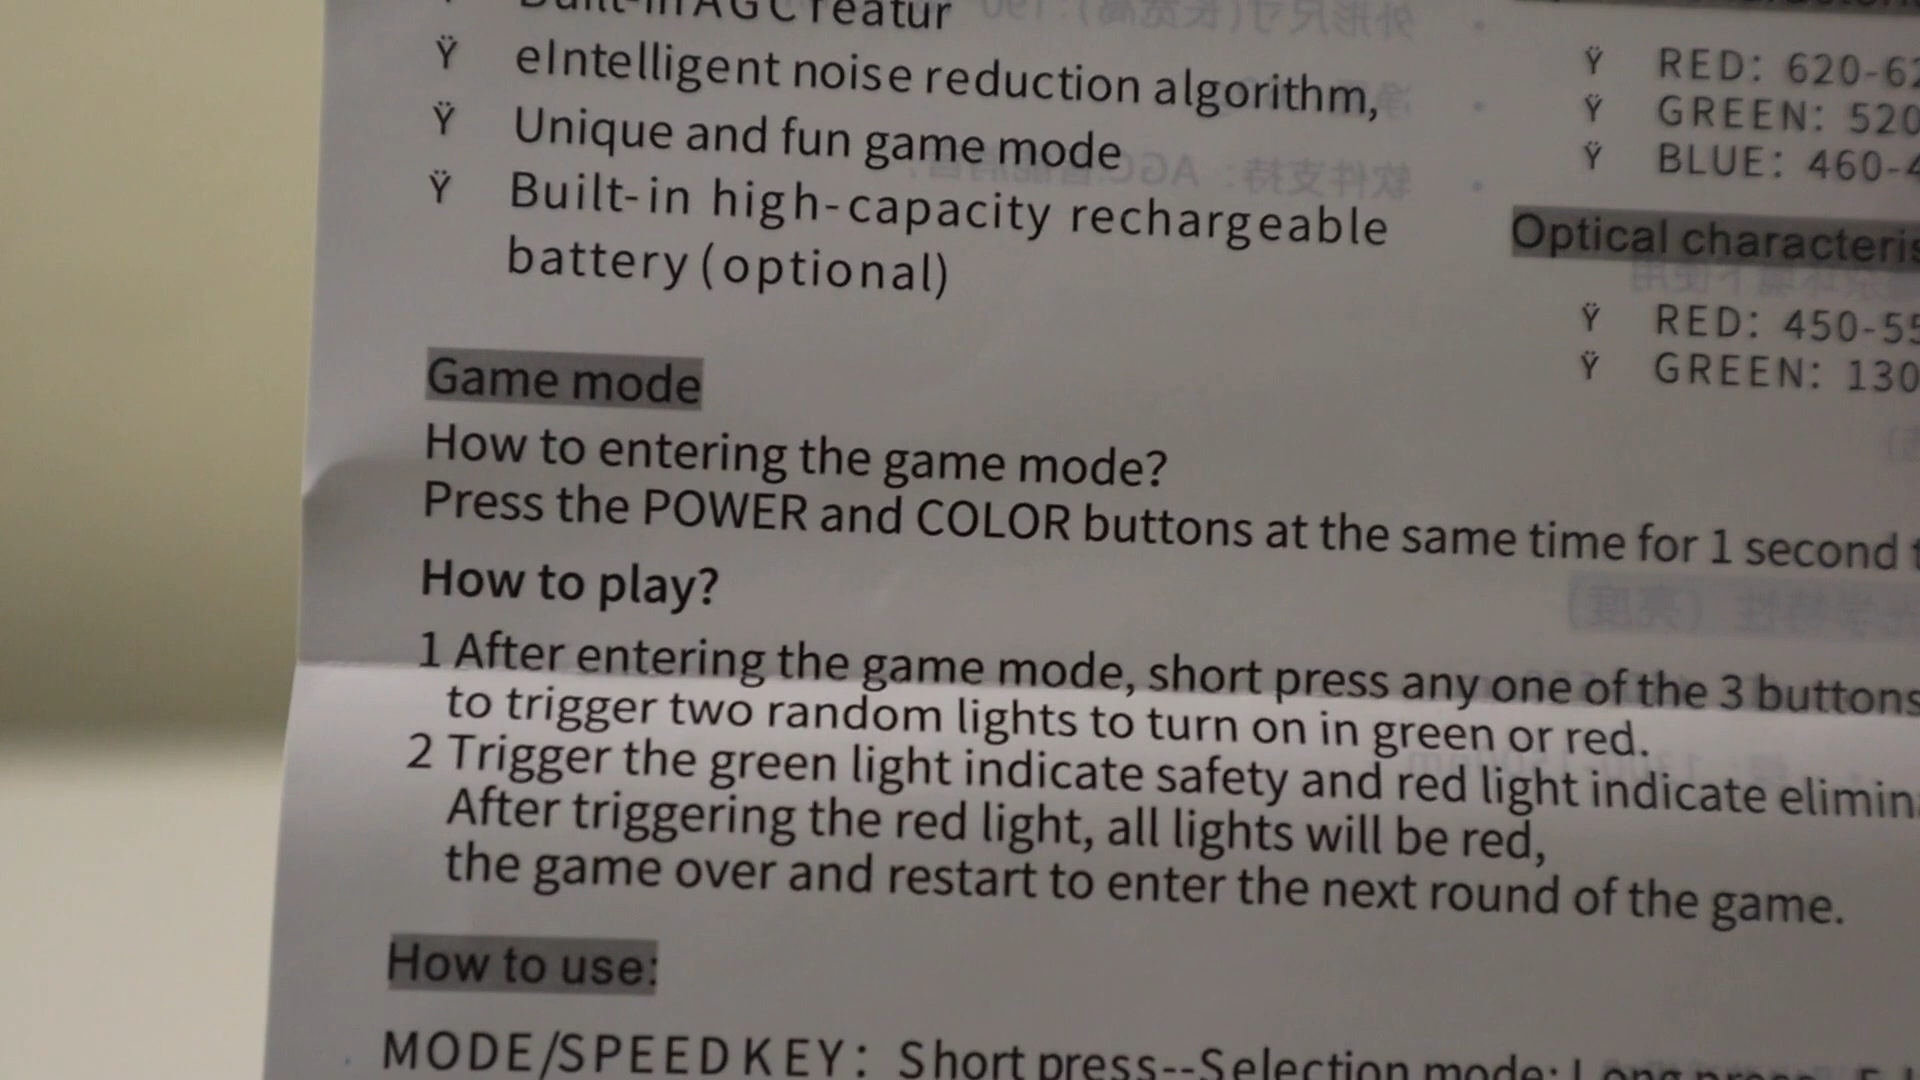 Built-in AGC featur
Ÿ eIntelligent noise reduction algorithm,
Ÿ Unique and fun game mode
Ÿ Built-in high-capacity rechargeable
battery (optional)
Game mode
How to entering the game mode?
Press the POWER and COLOR buttons at the same time for 1 second
How to play?
1 After entering the game mode, short press any one of the 3 buttons
to trigger two random lights to turn on in green or red.
2 Trigger the green light indicate safety and red light indicate
After triggering the red light, all lights will be red,
the game over and restart to enter the next round of the game.
How to use:
MODE/SPEED KEY: Short press--Selection mode;
Ÿ RED: 620-62
Ÿ GREEN: 520
Ÿ BLUE: 460-4
Optical characteris
Ÿ RED: 450-55
Ÿ GREEN: 130